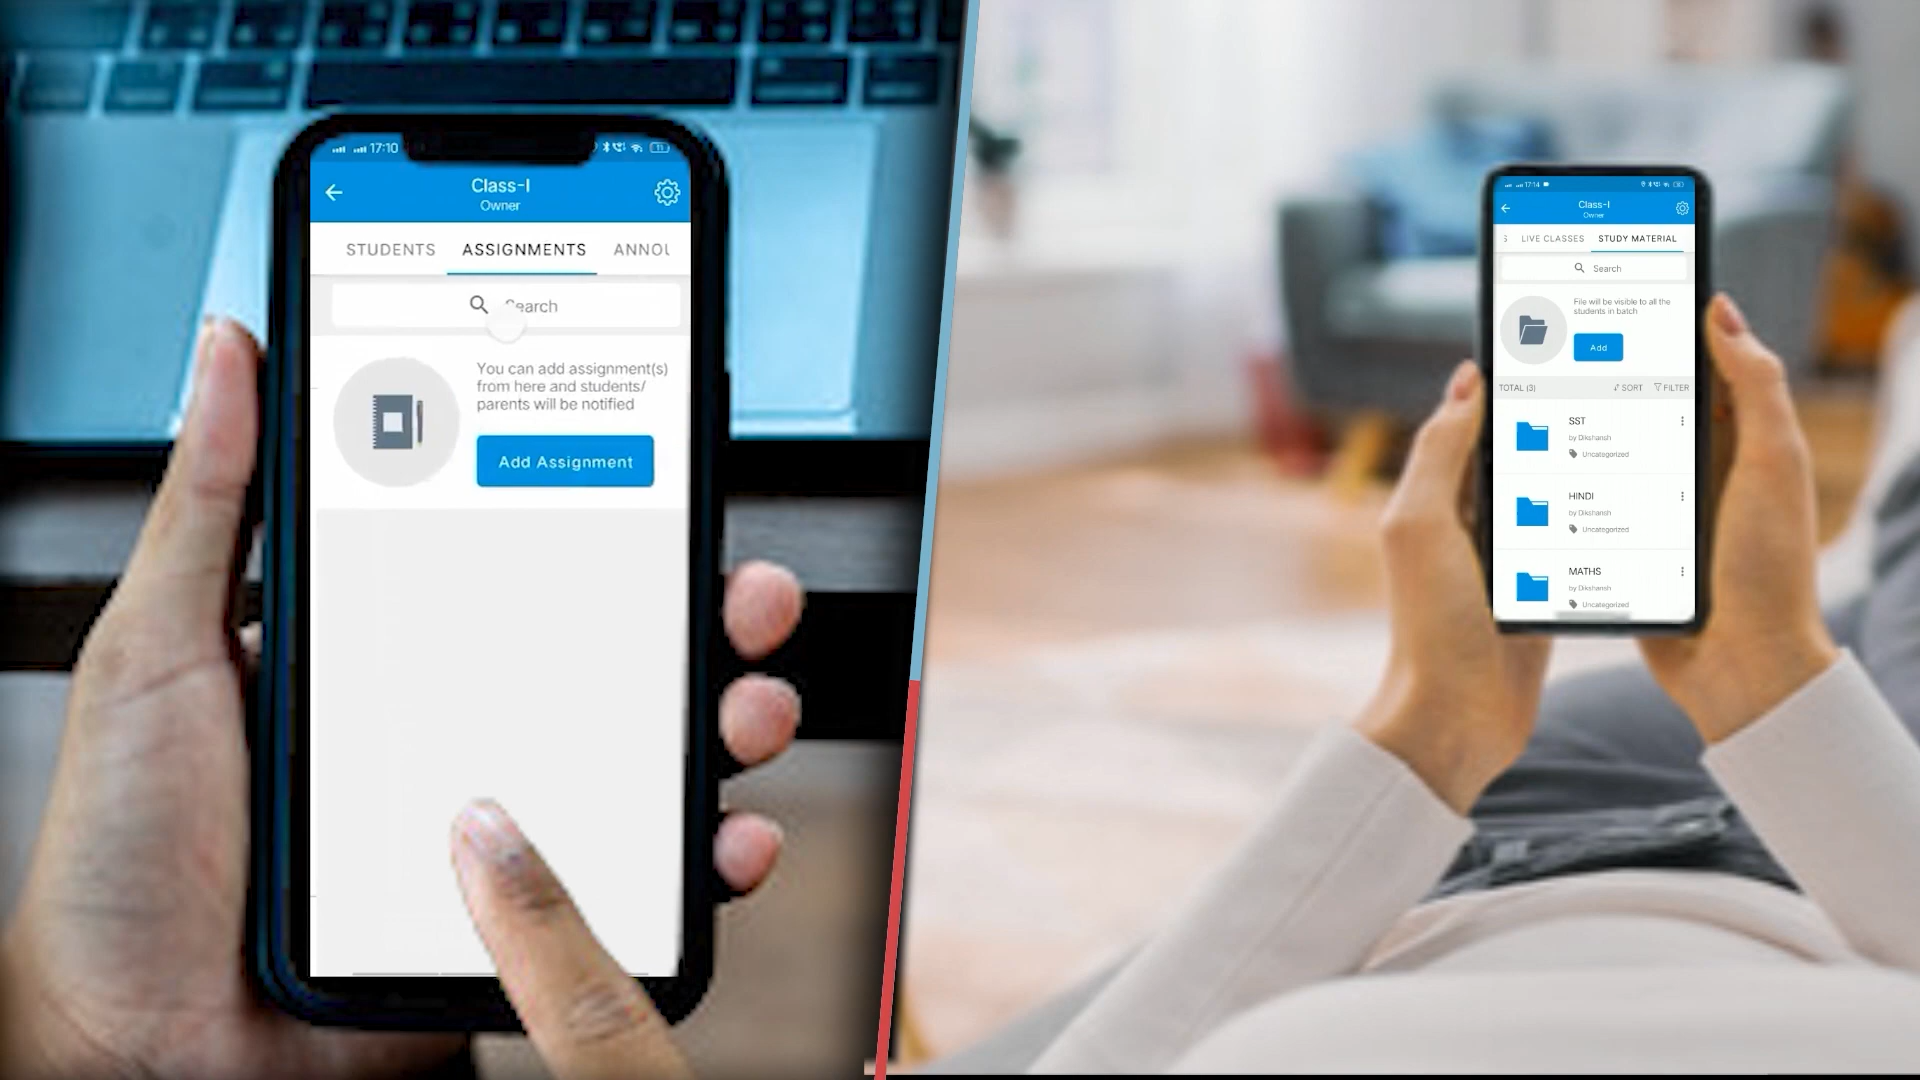 17:10
Class-I
Owner
STUDENTS ASSIGNMENTS
Search
You can add assignment(s)
from here and students/
parents will be notified
Add Assignment
17:14
Class-I
Owner
S LIVE CLASSES STUDY MATERIAL
Search
File will be visible to all the
students in batch
Add
TOTAL (3) SORT FILTER
SST
by Dikshansh
Uncategorized
HINDI
by Dikshansh
Uncategorized
MATHS
by Dikshansh
Uncategorized